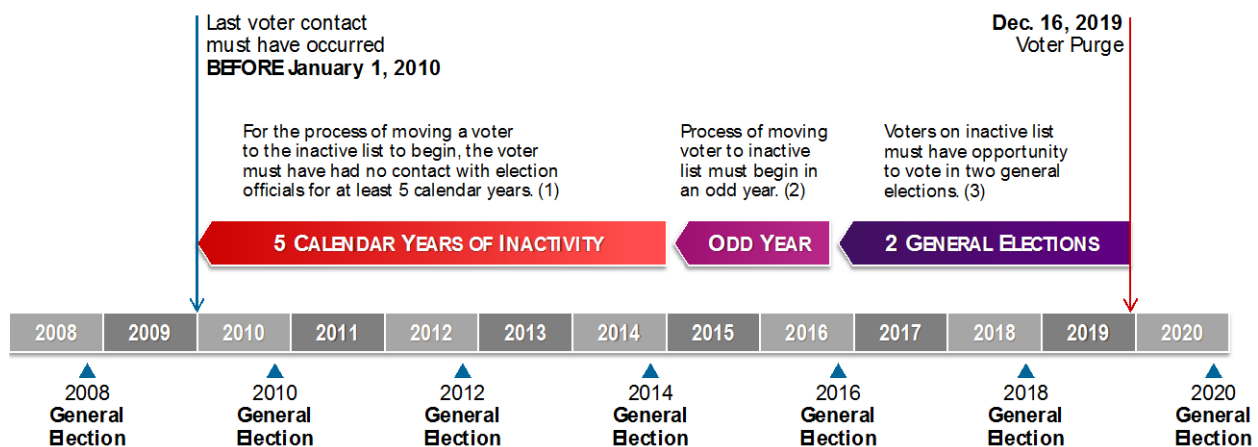 Last voter contact
must have occurred
BEFORE January 1, 2010
Dec. 16, 2019
Voter Purge
For the process of moving a voter
to the inactive list to begin, the voter
must have had no contact with election
officials for at least 5 calendar years. (1)
Process of moving
voter to inactive
list must begin in
an odd year. (2)
Voters on inactive list
must have opportunity
to vote in two general
elections. (3)
5 CALENDAR YEARS OF INACTIVITY
ODD YEAR
2 GENERAL ELECTIONS
2008 2009 2010 2011 2012 2013 2014 2015 2016 2017 2018 2019 2020
2008
General
Election
2010
General
Election
2012
General
Election
2014
General
Election
2016
General
Election
2018
General
Election
2020
General
Election